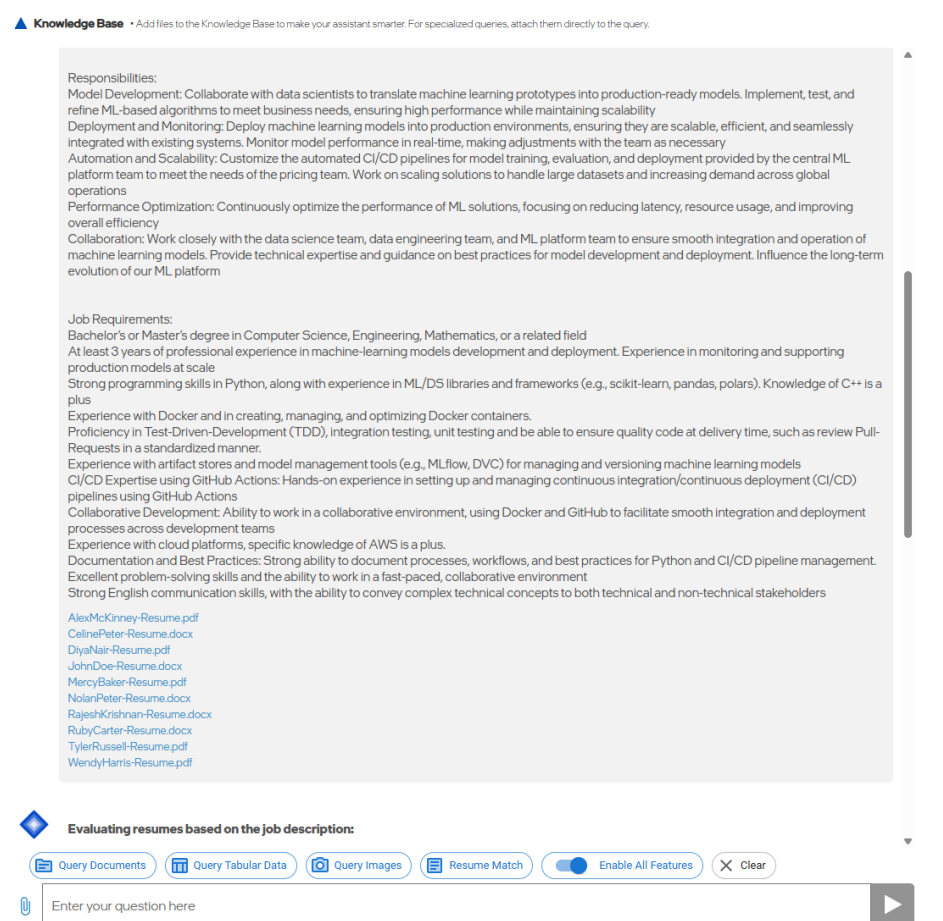 Knowledge Base • Add files to the Knowledge Base to make your assistant smarter. For specialized queries, attach them directly to the query.
Responsibilities:
Model Development: Collaborate with data scientists to translate machine learning prototypes into production-ready models. Implement, test, and
refine ML-based algorithms to meet business needs, ensuring high performance while maintaining scalability
Deployment and Monitoring: Deploy machine learning models into production environments, ensuring they are scalable, efficient, and seamlessly
integrated with existing systems. Monitor model performance in real-time, making adjustments with the team as necessary
Automation and Scalability: Customize the automated CI/CD pipelines for model training, evaluation, and deployment provided by the central ML
platform team to meet the needs of the pricing team. Work on scaling solutions to handle large datasets and increasing demand across global
operations
Performance Optimization: Continuously optimize the performance of ML solutions, focusing on reducing latency, resource usage, and improving
overall efficiency
Collaboration: Work closely with the data science team, data engineering team, and ML platform team to ensure smooth integration and operation of
machine learning models. Provide technical expertise and guidance on best practices for model development and deployment. Influence the long-term
evolution of our ML platform
Job Requirements:
Bachelor's or Master's degree in Computer Science, Engineering, Mathematics, or a related field
At least 3 years of professional experience in machine-learning models development and deployment. Experience in monitoring and supporting
production models at scale
Strong programming skills in Python, along with experience in ML/DS libraries and frameworks (e.g., scikit-learn, pandas, polars). Knowledge of C++ is a
plus
Experience with Docker and in creating, managing, and optimizing Docker containers.
Proficiency in Test-Driven-Development (TDD), integration testing, unit testing and be able to ensure quality code at delivery time, such as review Pull-
Requests in a standardized manner.
Experience with artifact stores and model management tools (e.g., MLflow, DVC) for managing and versioning machine learning models
CI/CD Expertise using GitHub Actions: Hands-on experience in setting up and managing continuous integration/continuous deployment (CI/CD)
pipelines using GitHub Actions
Collaborative Development: Ability to work in a collaborative environment, using Docker and GitHub to facilitate smooth integration and deployment
processes across development teams
Experience with cloud platforms, specific knowledge of AWS is a plus.
Documentation and Best Practices: Strong ability to document processes, workflows, and best practices for Python and CI/CD pipeline management.
Excellent problem-solving skills and the ability to work in a fast-paced, collaborative environment
Strong English communication skills, with the ability to convey complex technical concepts to both technical and non-technical stakeholders
AlexMcKinney-Resume.pdf
CelinePeter-Resume.docx
DiyaNair-Resume.pdf
JohnDoe-Resume.docx
MercyBaker-Resume.pdf
NolanPeter-Resume.docx
RajeshKrishnan-Resume.docx
RubyCarter-Resume.docx
TylerRussell-Resume.pdf
WendyHarris-Resume.pdf
Evaluating resumes based on the job description:
Query Documents Query Tabular Data Query Images Resume Match Enable All Features Clear
Enter your question here